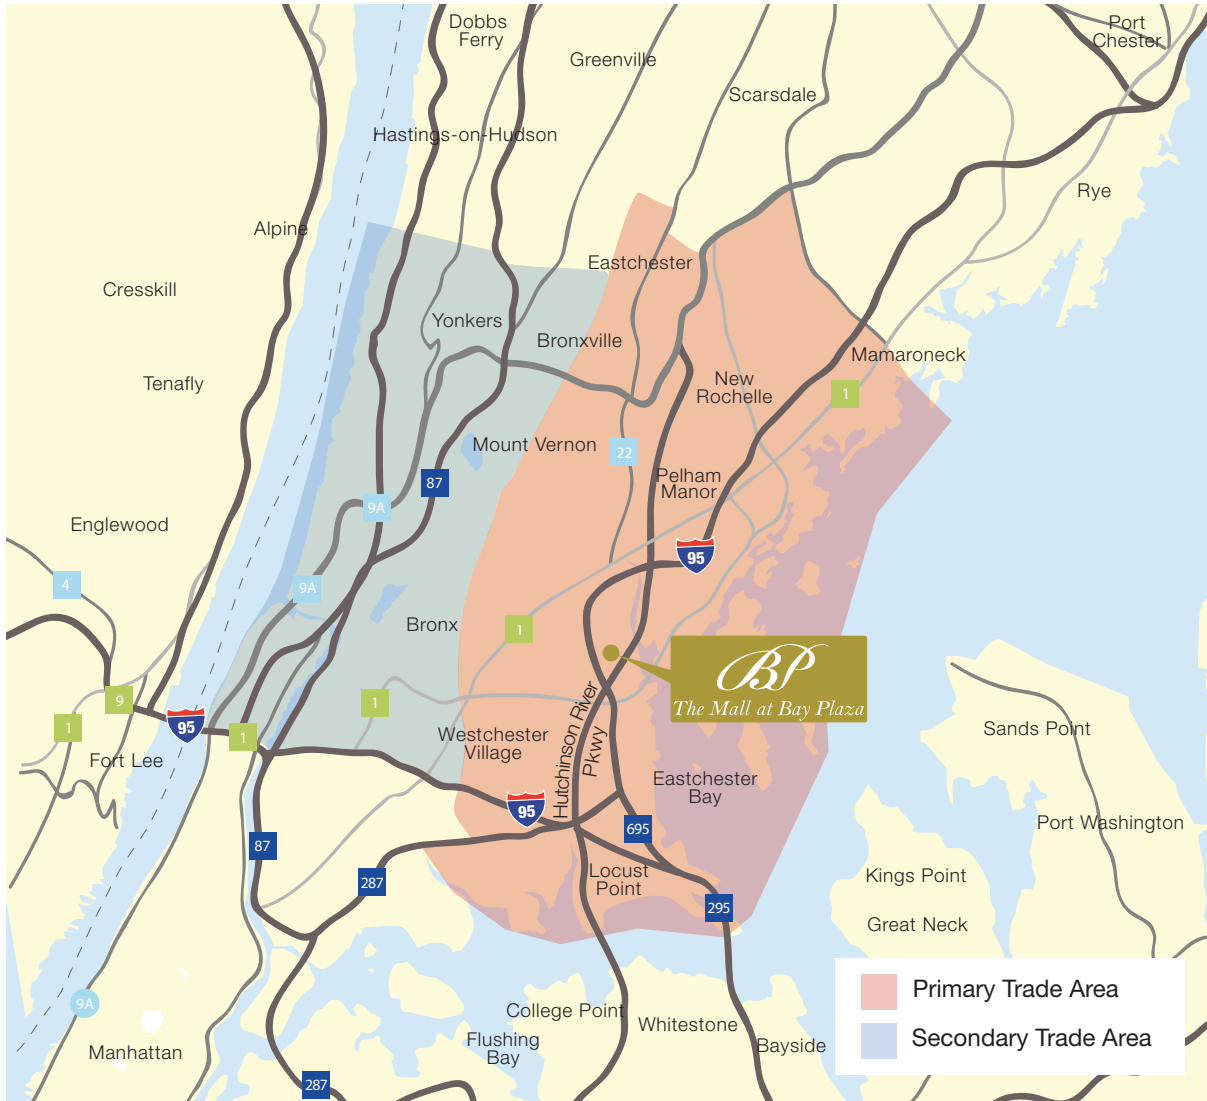 Dobbs
Ferry
Port
Chester
Greenville
Scarsdale
Hastings-on-Hudson
Rye
Alpine
Eastchester
Cresskill
Yonkers
Bronxville
Mamaroneck
Tenafly
New
Rochelle
1
Mount Vernon
22
Pelham
Manor
87
9A
Englewood
95
4
9A
Bronx
1
BP
The Mall at Bay Plaza
9
1
Hutchinson River
Pkwy
95
1
1
Westchester
Village
Sands Point
Fort Lee
Eastchester
Bay
95
695
Port Washington
87
287
Locust
Point
Kings Point
295
Great Neck
Primary Trade Area
9A
College Point
Whitestone
Secondary Trade Area
Flushing
Bay
Bayside
Manhattan
287